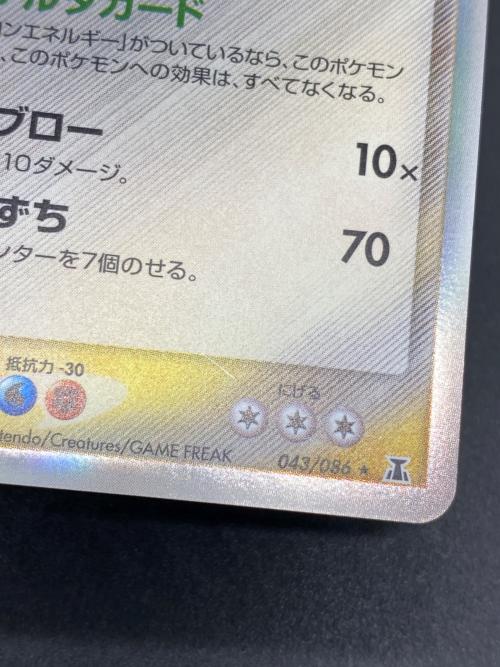 ルタガード
ンエネルギー」がついているなら、このポケモン
、このポケモンへの効果は、すべてなくなる。
ブロー
10×
10ダメージ。
ずち
70
ンターを7個のせる。
抵抗力 -30
にげる
ntendo/Creatures/GAME FREAK
043/086 ★